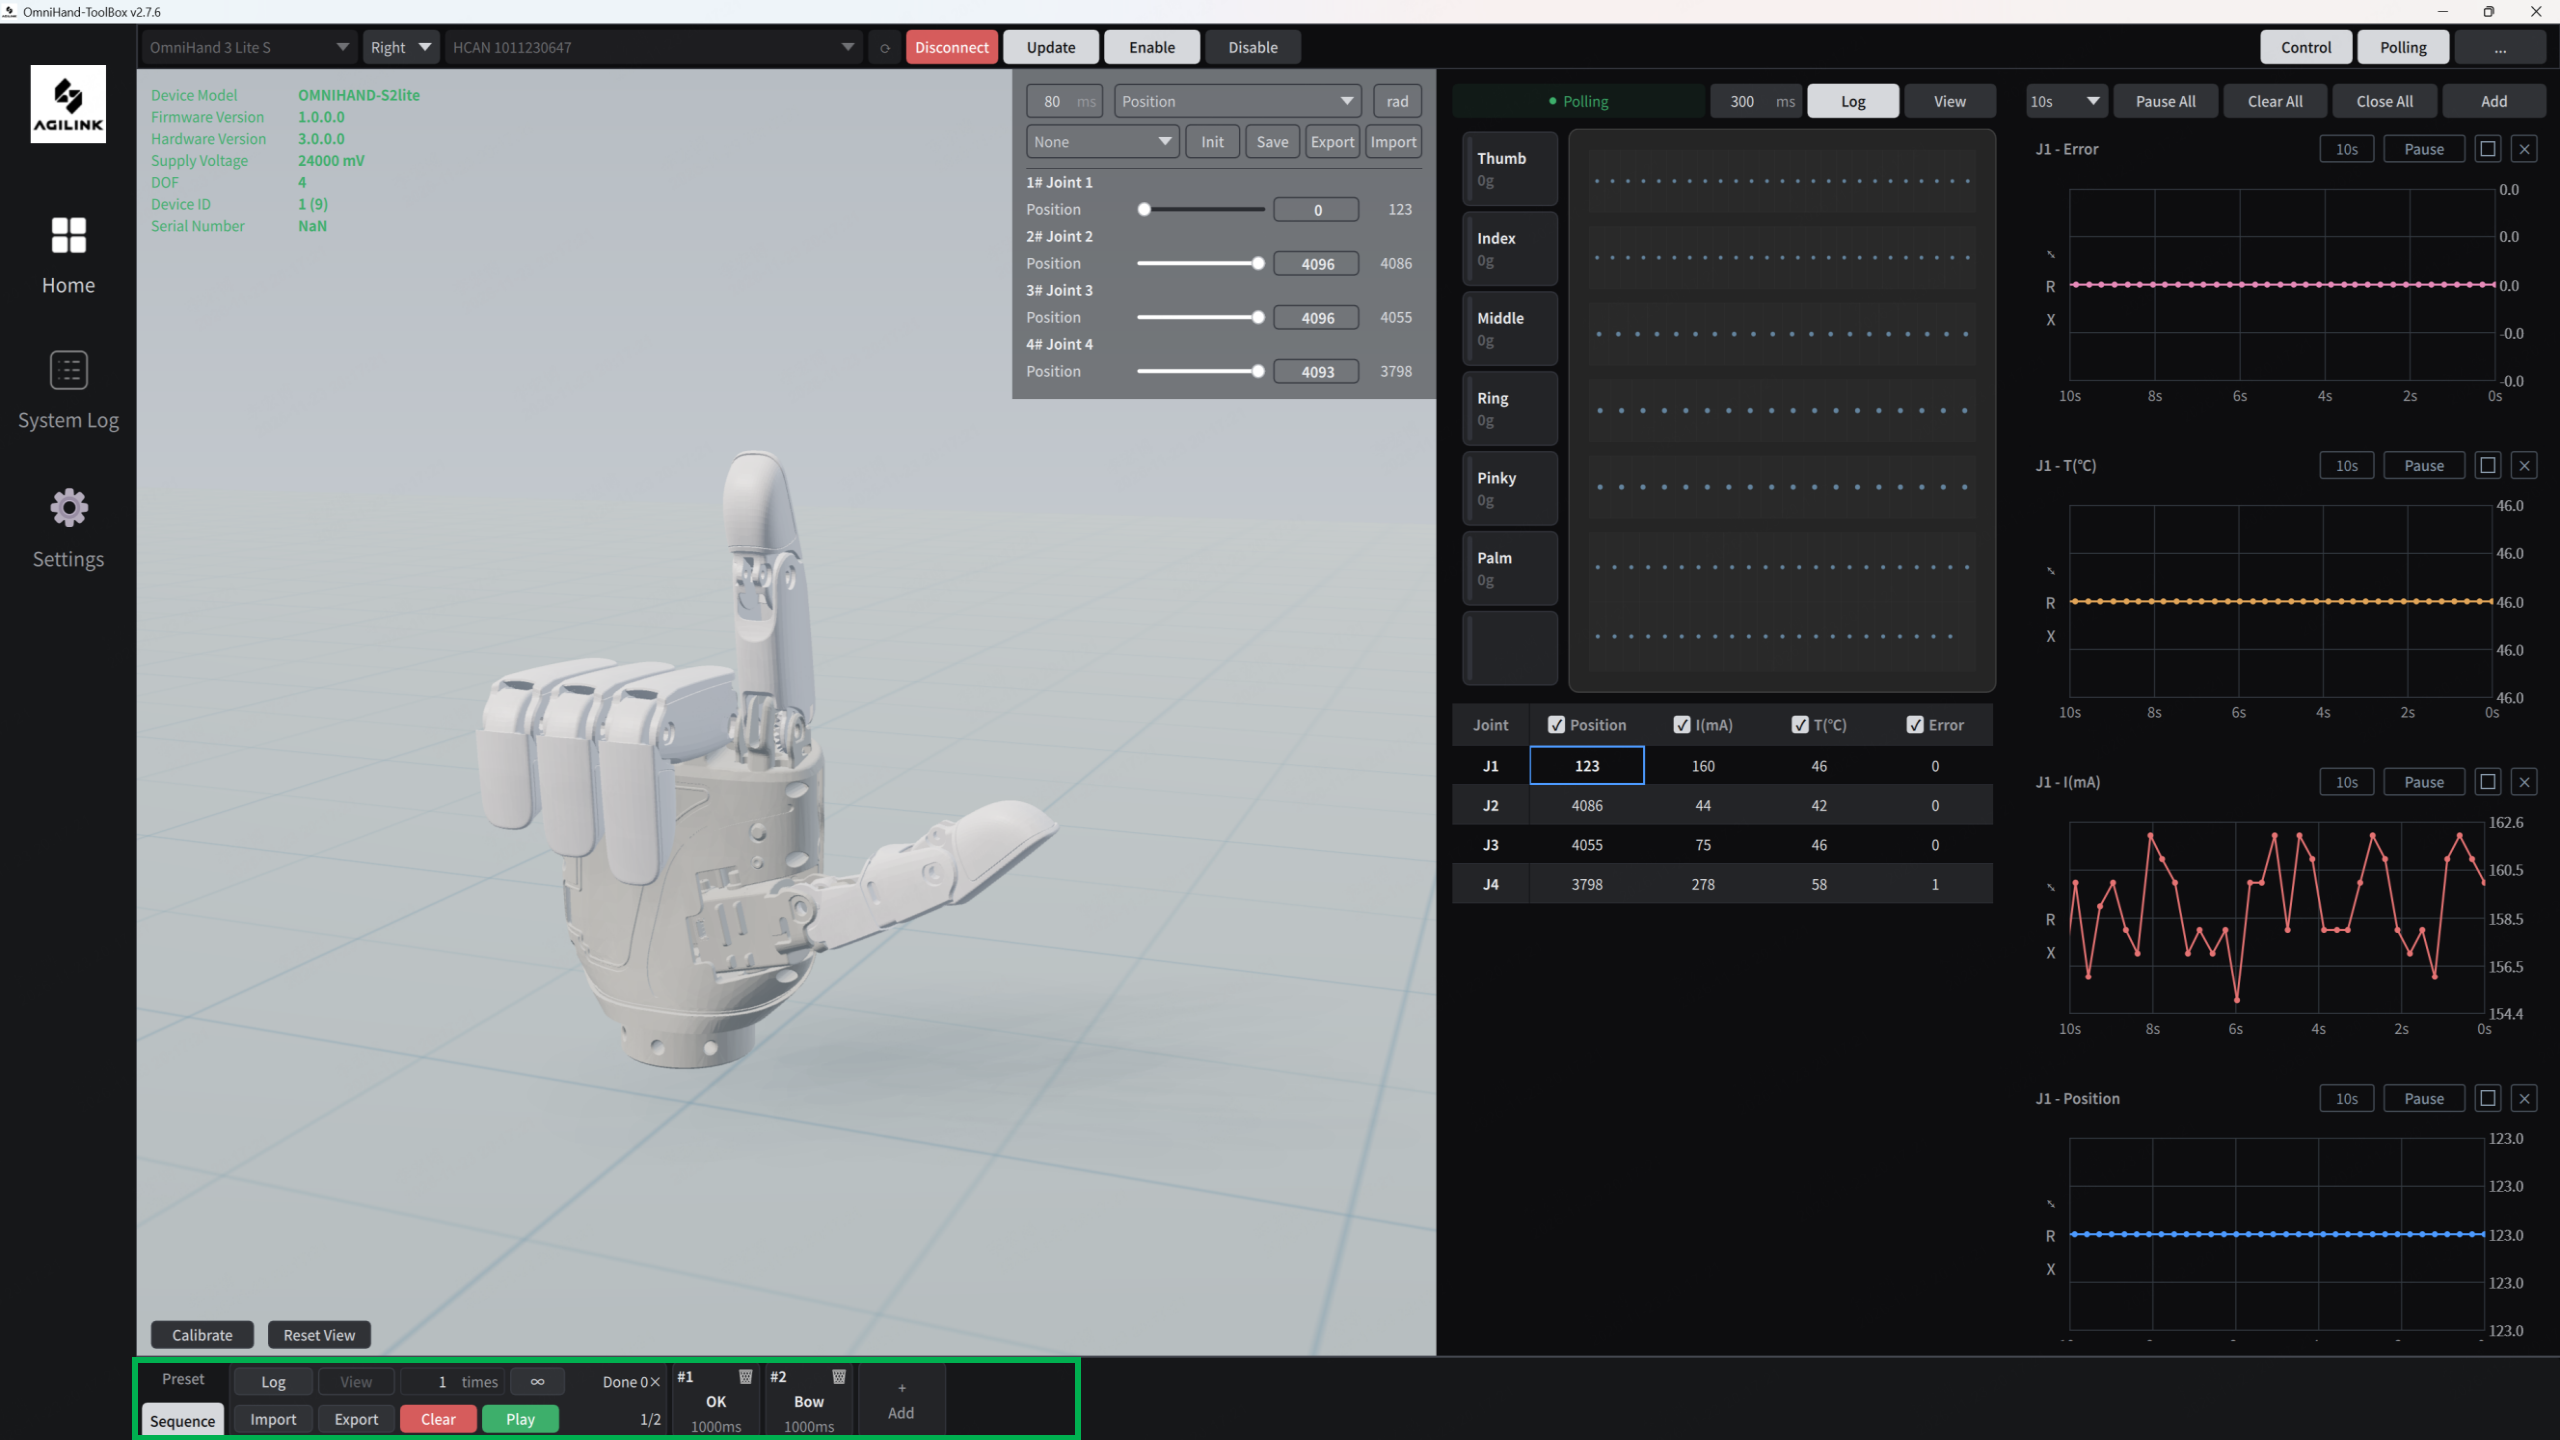 OmniHand-ToolBox v2.7.6
OmniHand 3 Lite S Right HCAN 1011230647 Disconnect Update Enable Disable Control Polling ...
AGILINK
Home
System Log
Settings
Device Model OMNIHAND-S2lite
Firmware Version 1.0.0.0
Hardware Version 3.0.0.0
Supply Voltage 24000 mV
DOF 4
Device ID 1 (9)
Serial Number NaN
80 ms Position rad
None Init Save Export Import
1# Joint 1
Position 0 123
2# Joint 2
Position 4096 4086
3# Joint 3
Position 4096 4055
4# Joint 4
Position 4093 3798
Calibrate Reset View
Polling 300 ms Log View
Thumb
0g
Index
0g
Middle
0g
Ring
0g
Pinky
0g
Palm
0g
Joint Position I(mA) T(℃) Error
J1 123 160 46 0
J2 4086 44 42 0
J3 4055 75 46 0
J4 3798 278 58 1
10s Pause All Clear All Close All Add
J1 - Error 10s Pause
0.0
0.0
R 0.0
X -0.0
-0.0
10s 8s 6s 4s 2s 0s
J1 - T(℃) 10s Pause
46.0
46.0
R 46.0
X 46.0
46.0
10s 8s 6s 4s 2s 0s
J1 - I(mA) 10s Pause
162.6
160.5
R 158.5
X 156.5
154.4
10s 8s 6s 4s 2s 0s
J1 - Position 10s Pause
123.0
123.0
R 123.0
X 123.0
123.0
Preset Log View 1 times ∞ Done 0×
Sequence Import Export Clear Play 1/2
#1
OK
1000ms
#2
Bow
1000ms
+
Add